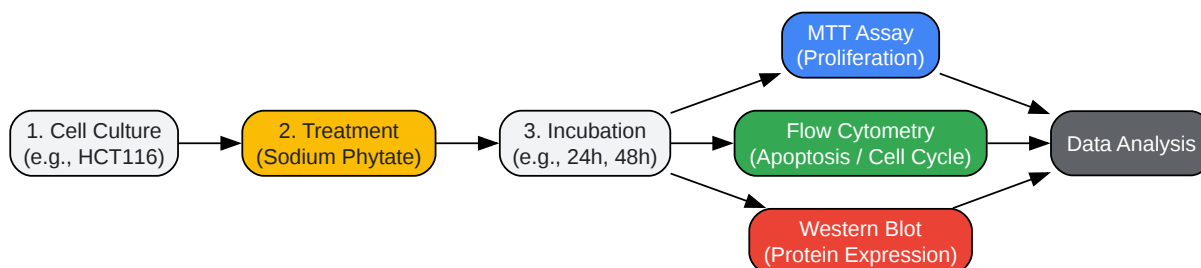 1. Cell Culture
(e.g., HCT116)
2. Treatment
(Sodium Phytate)
3. Incubation
(e.g., 24h, 48h)
MTT Assay
(Proliferation)
Flow Cytometry
(Apoptosis / Cell Cycle)
Western Blot
(Protein Expression)
Data Analysis